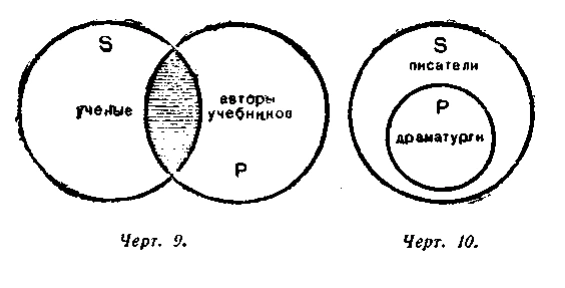 S
ученые
авторы
учебников
P
Черт. 9.
S
писатели
P
драматурги
Черт. 10.